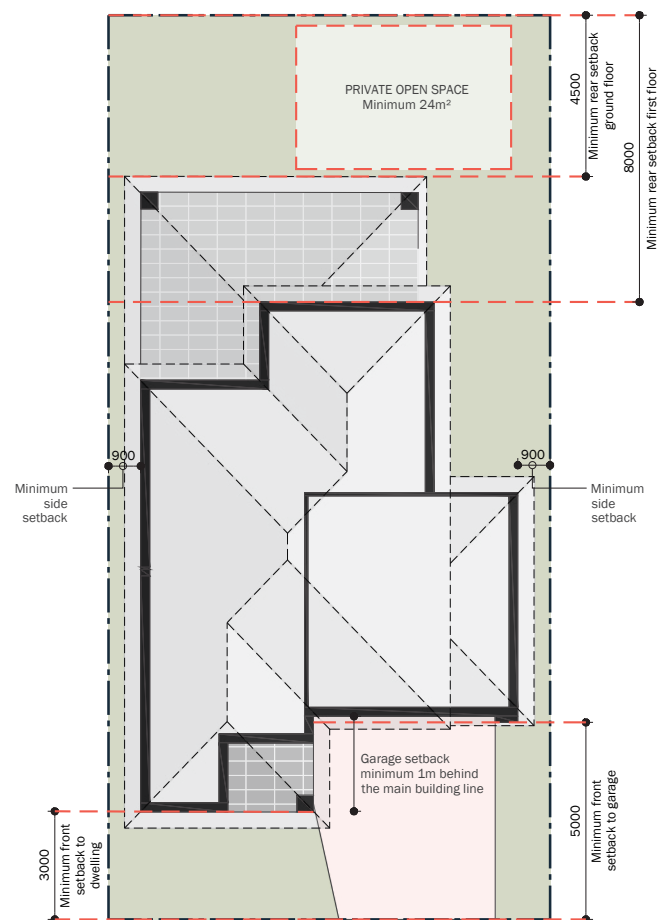 PRIVATE OPEN SPACE
Minimum 24m²
4500
Minimum rear setback
ground floor
8000
Minimum rear setback first floor
900
Minimum
side
setback
900
Minimum
side
setback
Garage setback
minimum 1m behind
the main building line
3000
Minimum front
setback to
dwelling
5000
Minimum front
setback to garage